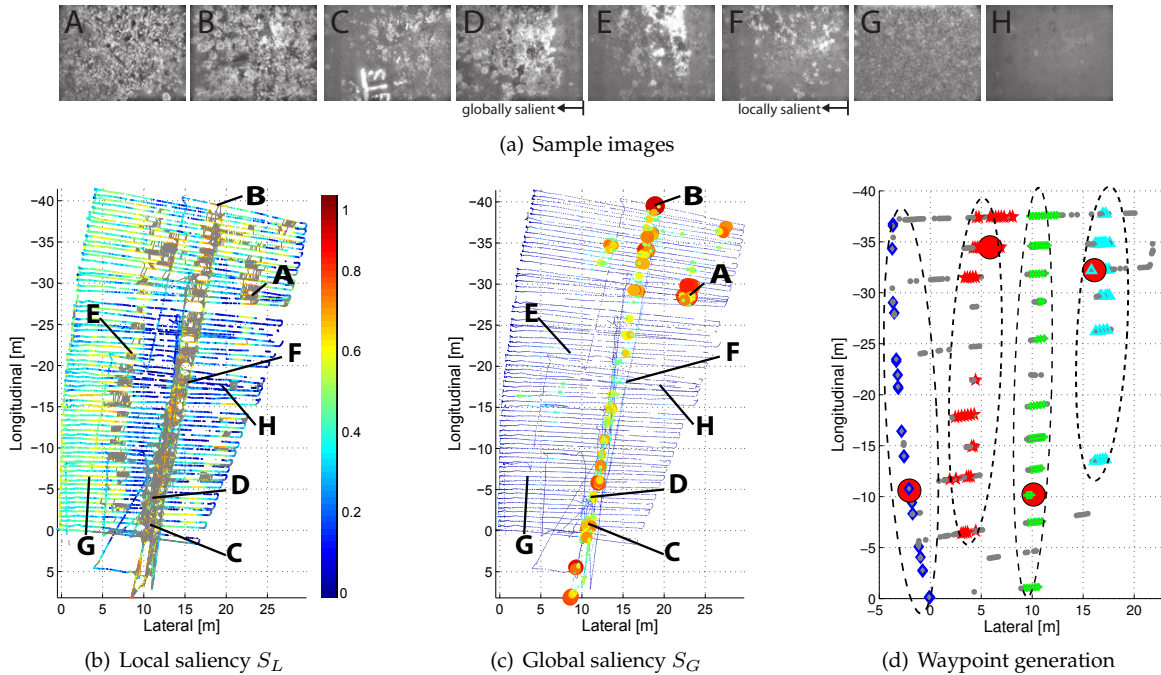 A B C D E F G H
globally salient
locally salient
(a) Sample images
−40
−35
−30
−25
−20
−15
−10
−5
0
5
Longitudinal [m]
0 5 10 15 20 25
Lateral [m]
B
A
E
F
H
D
G
C
1
0.8
0.6
0.4
0.2
0
(b) Local saliency S_L
−40
−35
−30
−25
−20
−15
−10
−5
0
5
Longitudinal [m]
0 5 10 15 20 25
Lateral [m]
B
A
E
F
H
D
G
C
(c) Global saliency S_G
−40
−35
−30
−25
−20
−15
−10
−5
0
Longitudinal [m]
−5 0 5 10 15 20
Lateral [m]
(d) Waypoint generation